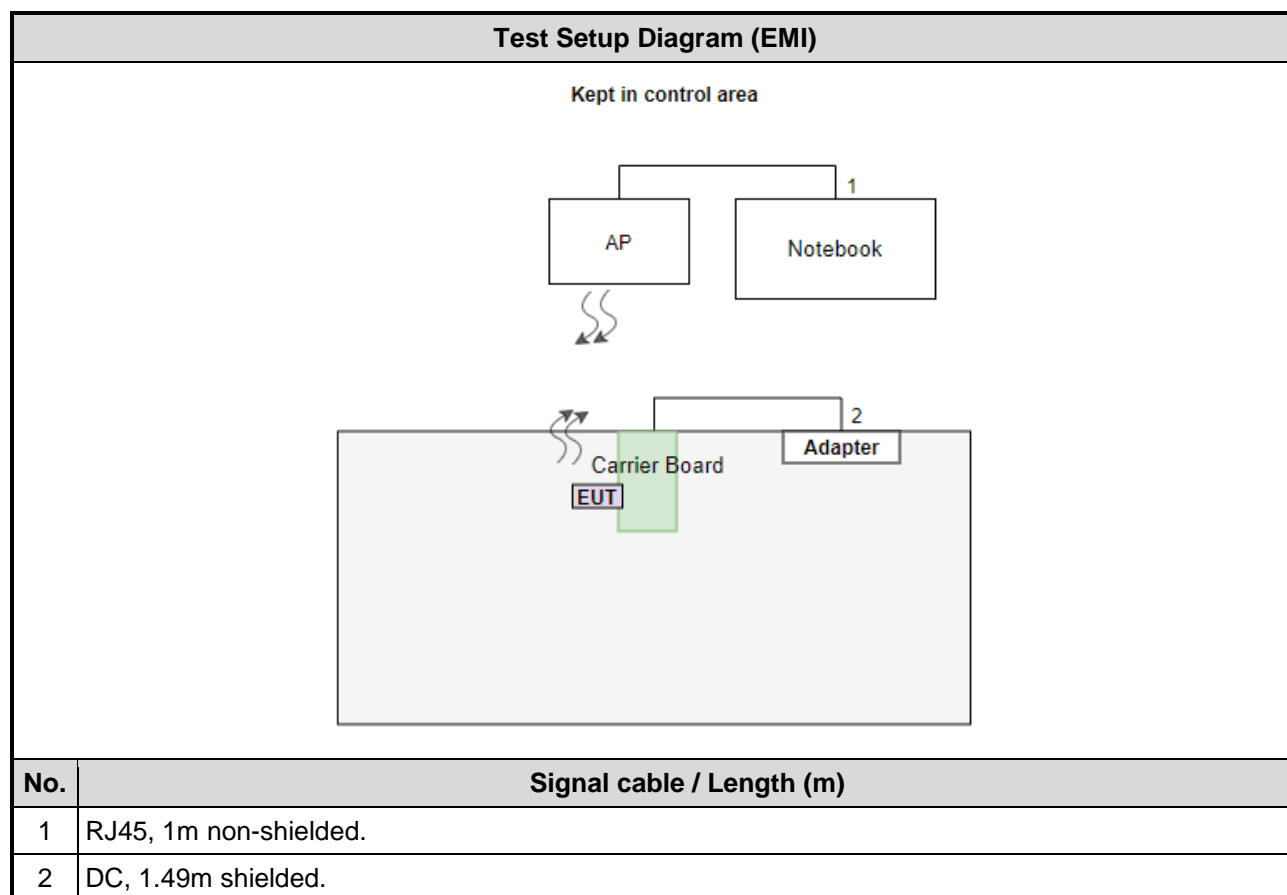 Test Setup Diagram (EMI)
Kept in control area
1
AP
Notebook
2
Adapter
Carrier Board
EUT
No. Signal cable / Length (m)
1 RJ45, 1m non-shielded.
2 DC, 1.49m shielded.